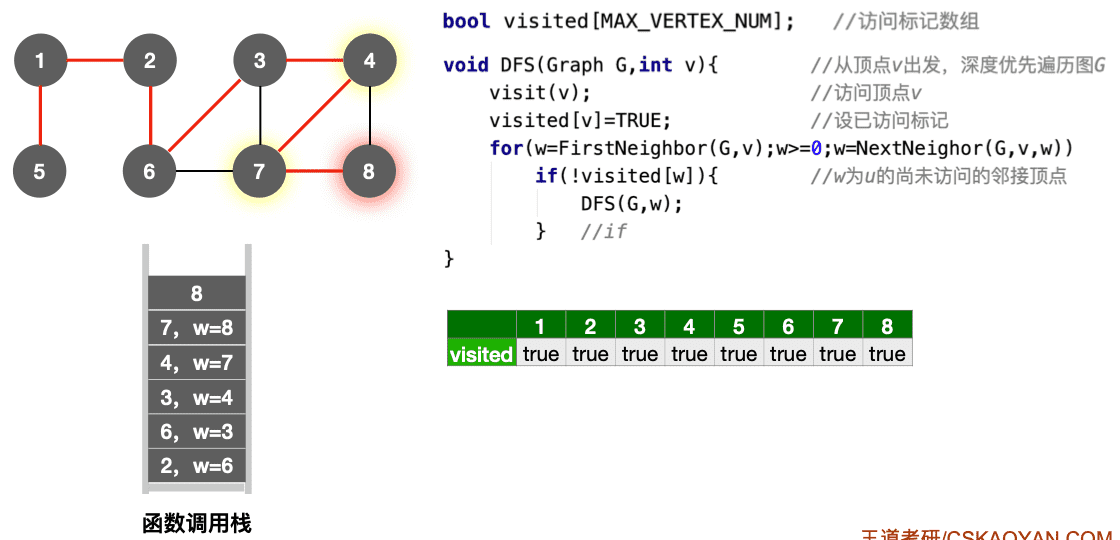 bool visited[MAX_VERTEX_NUM]; //访问标记数组
void DFS(Graph G,int v){ //从顶点v出发，深度优先遍历图G
visit(v); //访问顶点v
visited[v]=TRUE; //设已访问标记
for(w=FirstNeighbor(G,v);w>=0;w=NextNeighor(G,v,w))
if(!visited[w]){ //w为u的尚未访问的邻接顶点
DFS(G,w);
} //if
}
1 2 3 4
5 6 7 8
8
7, w=8
4, w=7
3, w=4
6, w=3
2, w=6
函数调用栈
1 2 3 4 5 6 7 8
visited true true true true true true true true
王道考研/CSKAOYAN.COM